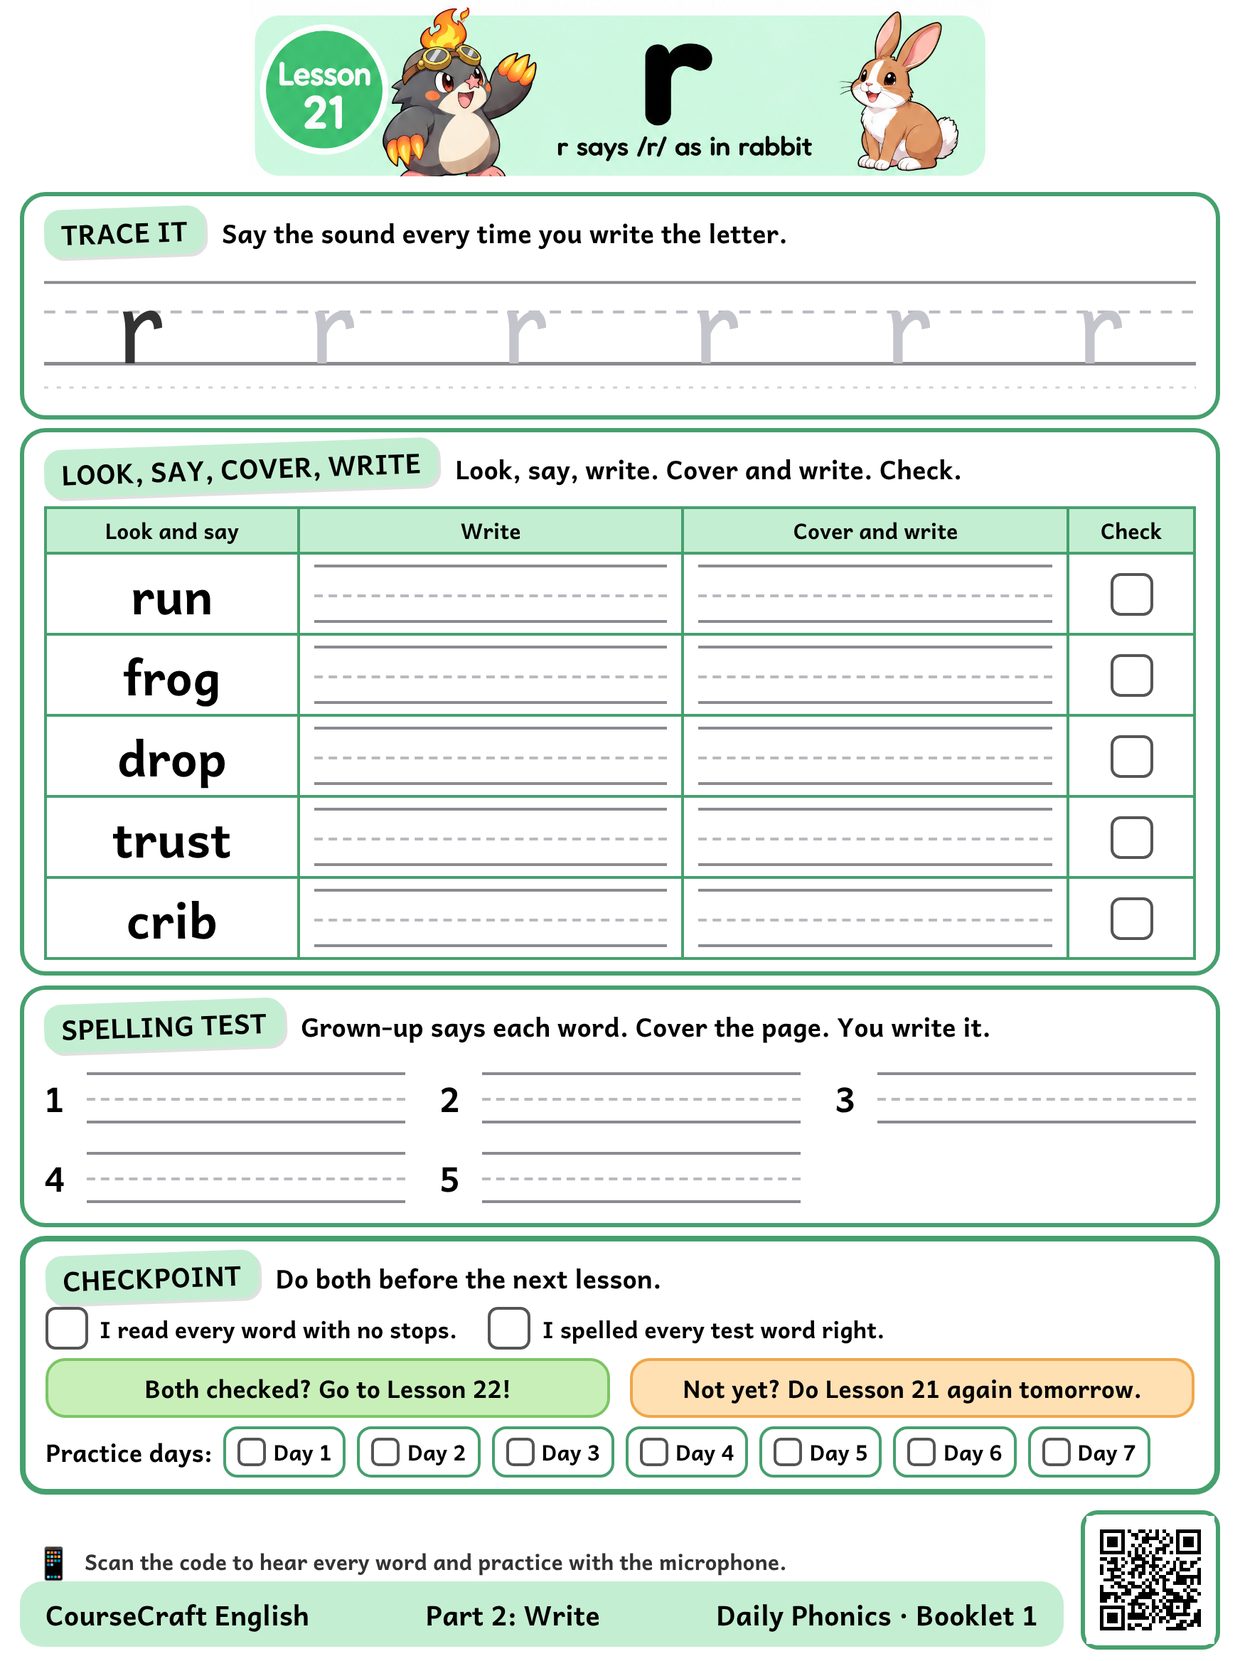 Lesson
21
r
r says /r/ as in rabbit
TRACE IT Say the sound every time you write the letter.
r r r r r r
LOOK, SAY, COVER, WRITE Look, say, write. Cover and write. Check.
Look and say Write Cover and write Check
run
frog
drop
trust
crib
SPELLING TEST Grown-up says each word. Cover the page. You write it.
1 2 3
4 5
CHECKPOINT Do both before the next lesson.
I read every word with no stops. I spelled every test word right.
Both checked? Go to Lesson 22! Not yet? Do Lesson 21 again tomorrow.
Practice days: Day 1 Day 2 Day 3 Day 4 Day 5 Day 6 Day 7
Scan the code to hear every word and practice with the microphone.
CourseCraft English Part 2: Write Daily Phonics · Booklet 1